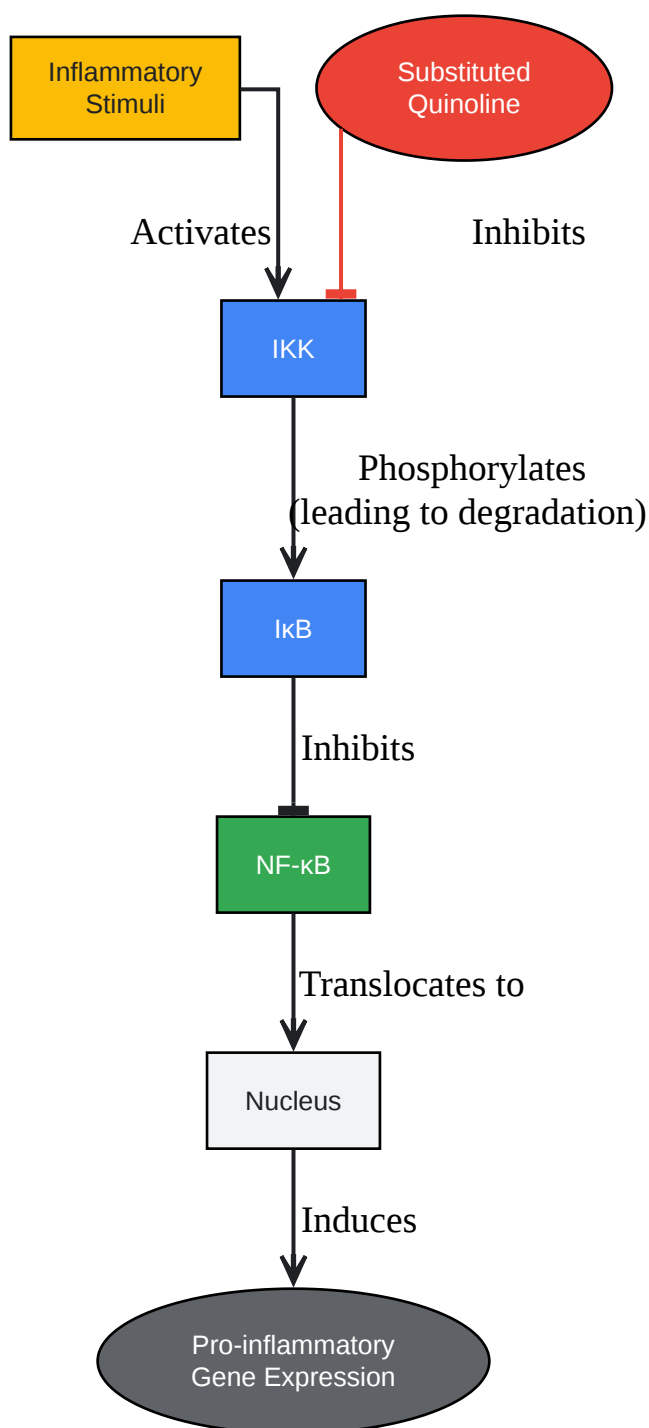 Inflammatory
Stimuli
Substituted
Quinoline
Activates
Inhibits
IKK
Phosphorylates
(leading to degradation)
IκB
Inhibits
NF-κB
Translocates to
Nucleus
Induces
Pro-inflammatory
Gene Expression